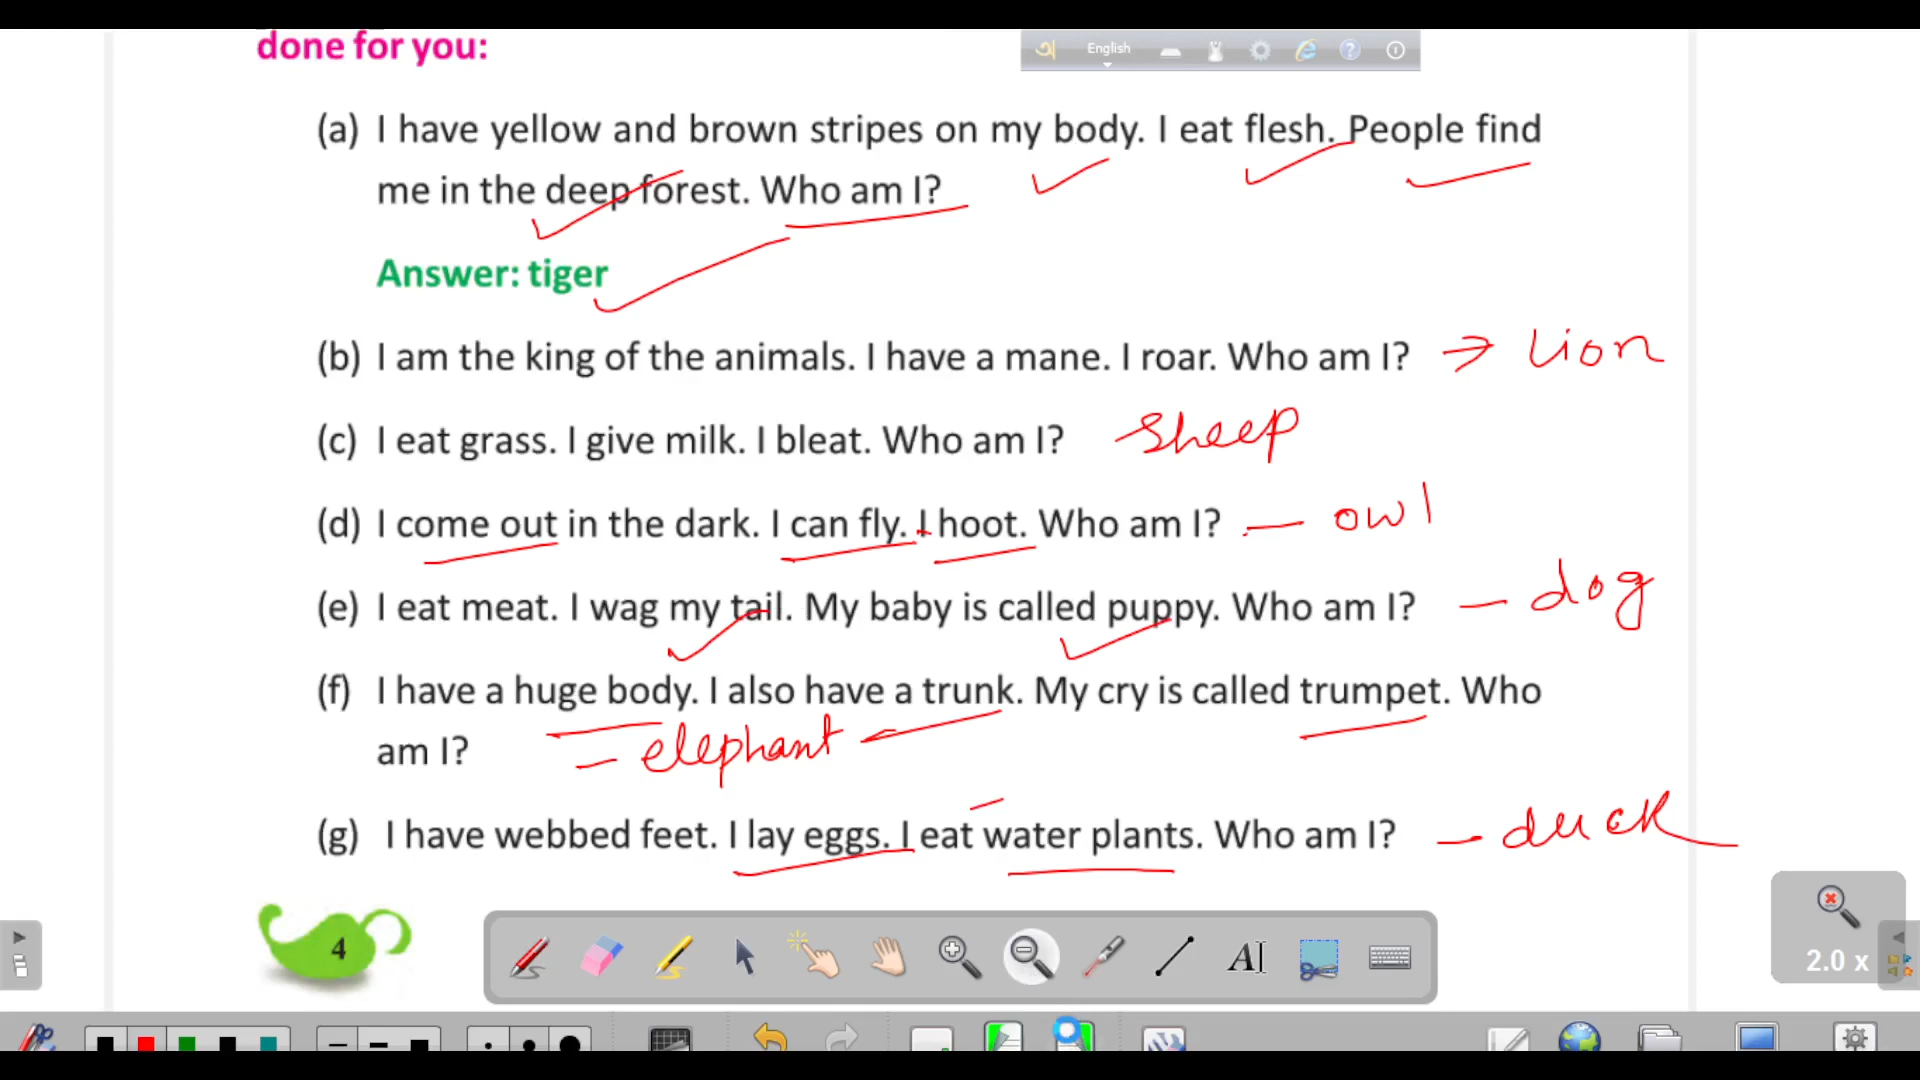 done for you:
English
(a) I have yellow and brown stripes on my body. I eat flesh. People find
me in the deep forest. Who am I?
Answer: tiger
(b) I am the king of the animals. I have a mane. I roar. Who am I? → Lion
(c) I eat grass. I give milk. I bleat. Who am I? Sheep
(d) I come out in the dark. I can fly. I hoot. Who am I? — owl
(e) I eat meat. I wag my tail. My baby is called puppy. Who am I? — dog
(f) I have a huge body. I also have a trunk. My cry is called trumpet. Who
am I? — elephant
(g) I have webbed feet. I lay eggs. I eat water plants. Who am I? — duck
4
2.0 x